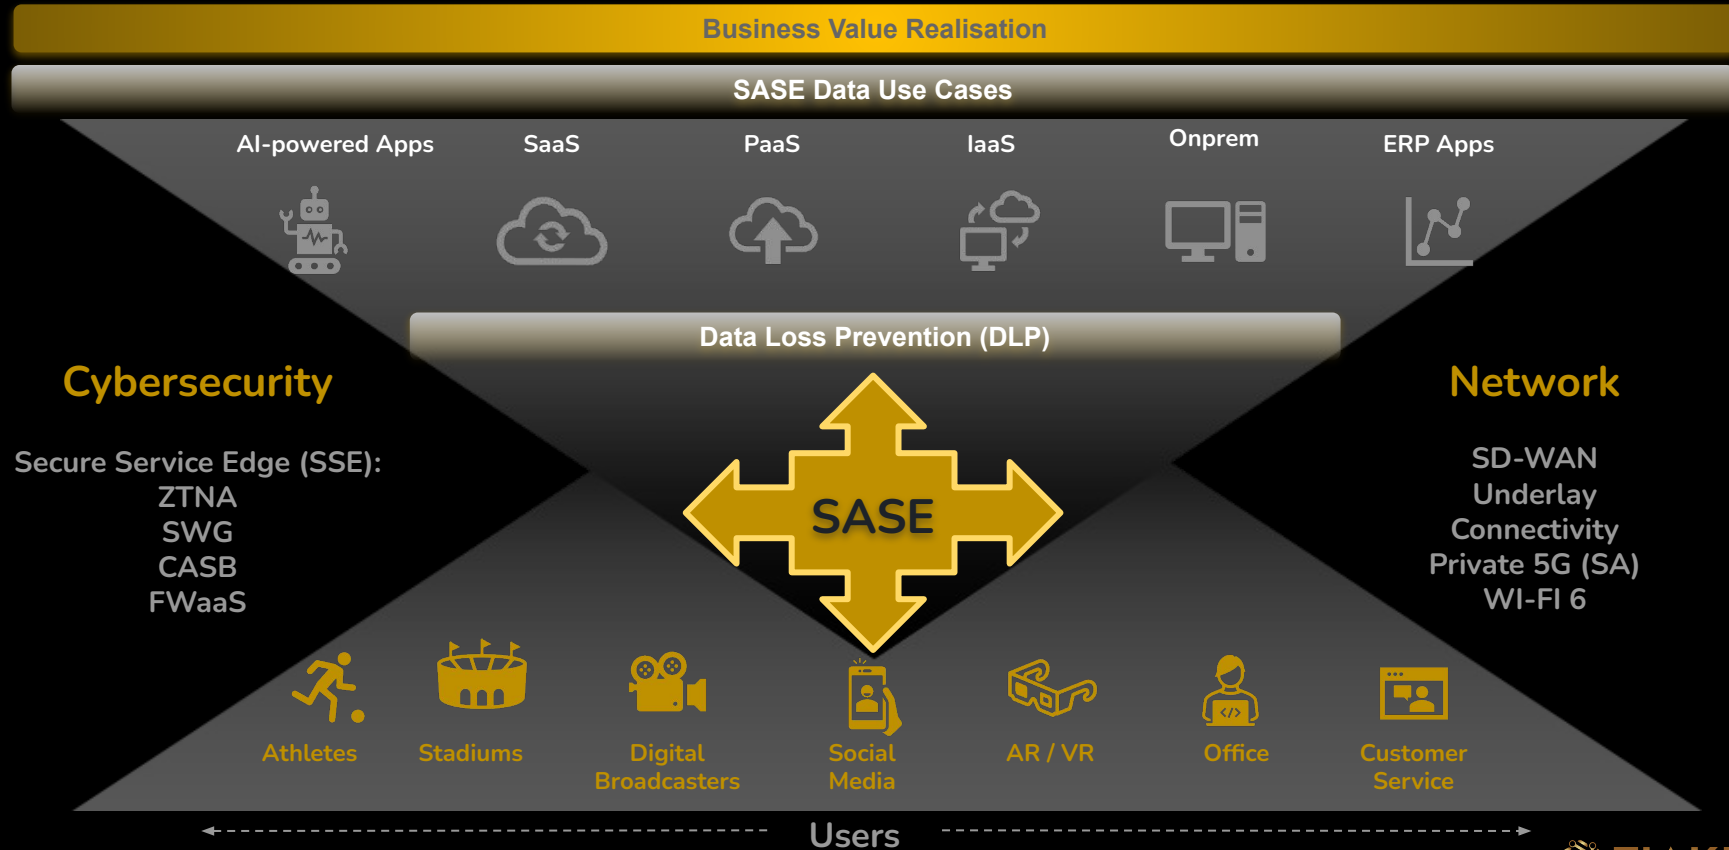 Business Value Realisation
SASE Data Use Cases
AI-powered Apps
SaaS
PaaS
IaaS
Onprem
ERP Apps
Data Loss Prevention (DLP)
Cybersecurity
Secure Service Edge (SSE):
ZTNA
SWG
CASB
FWaaS
SASE
Network
SD-WAN
Underlay
Connectivity
Private 5G (SA)
WI-FI 6
</>
Athletes
Stadiums
Digital
Broadcasters
Social
Media
AR / VR
Office
Customer
Service
Users